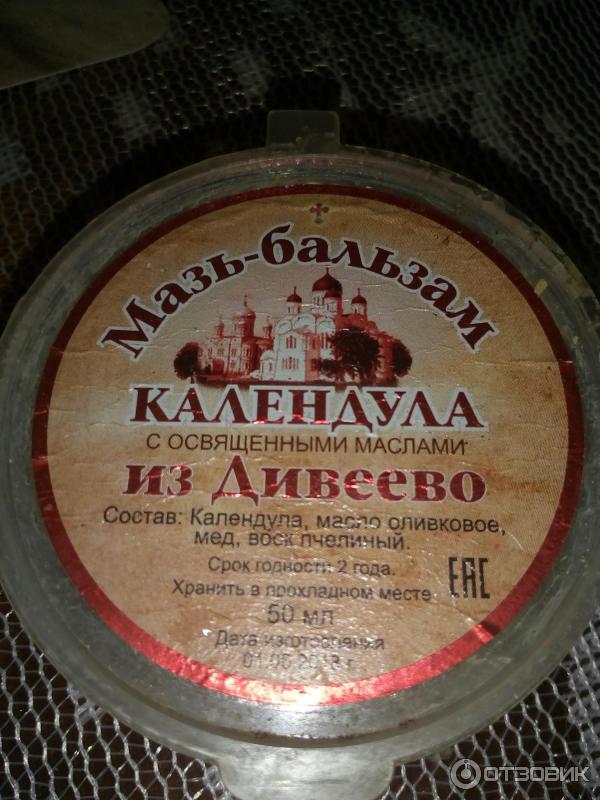 Мазь-бальзам
КАЛЕНДУЛА
С ОСВЯЩЕННЫМИ МАСЛАМИ
из Дивеево
Состав: Календула, масло оливковое,
мед, воск пчелиный.
Срок годности 2 года.
Хранить в прохладном месте
EAC
50 мл
Дата изготовления
г.
ОТЗОВИК